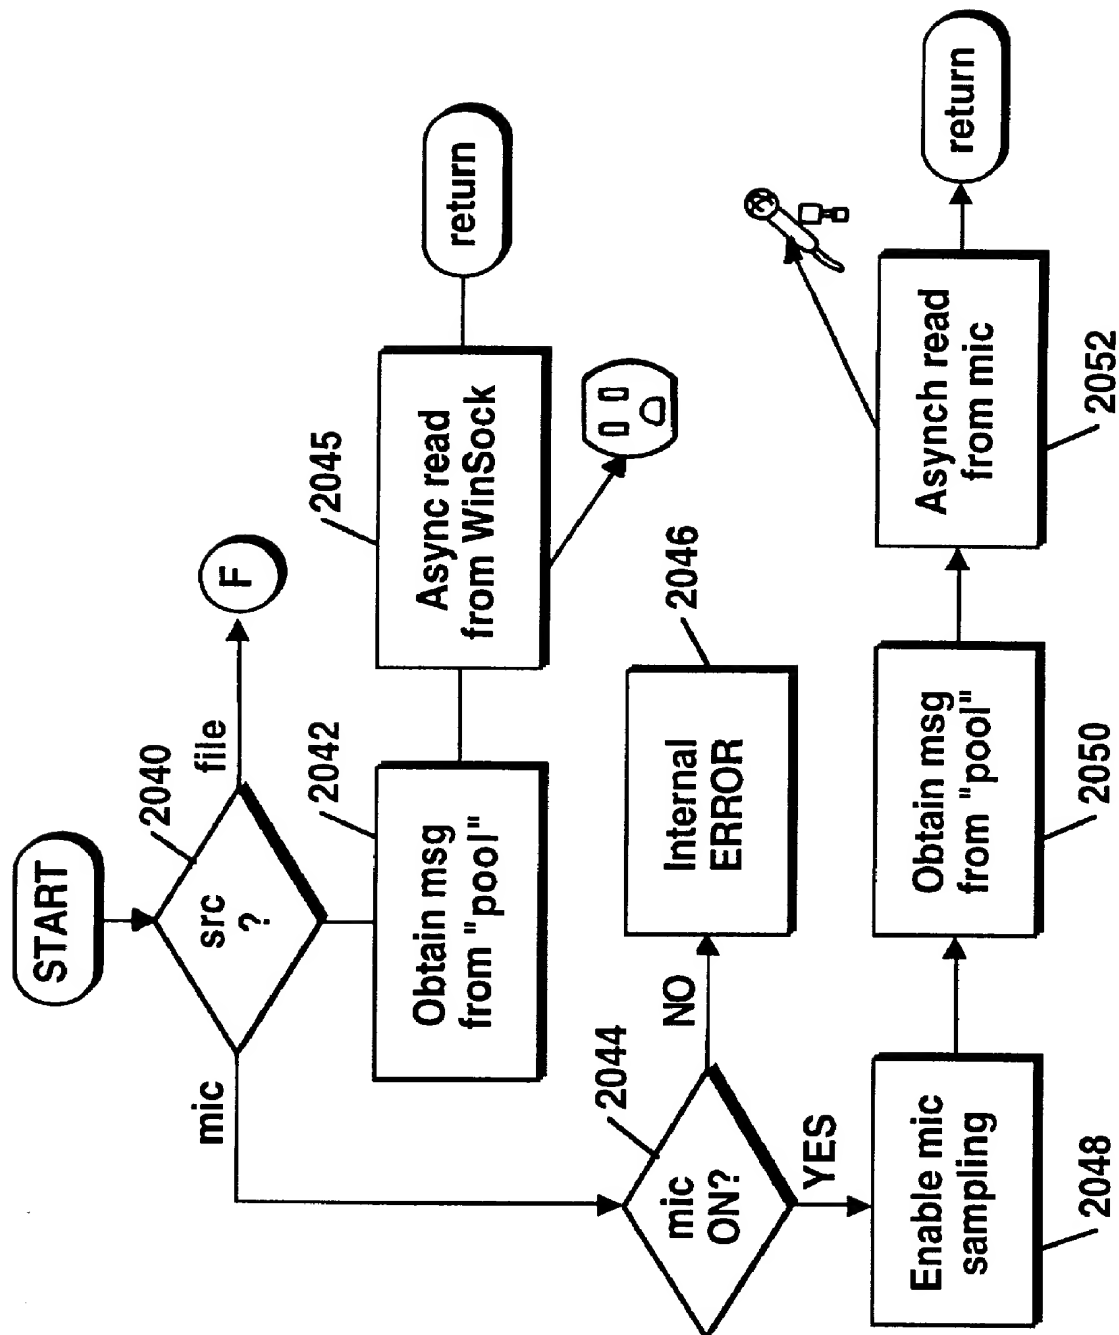 START
src
?
2040
file
F
mic
Obtain msg
from "pool"
2042
Async read
from WinSock
2045
return
mic
ON?
2044
NO
Internal
ERROR
2046
YES
Enable mic
sampling
2048
Obtain msg
from "pool"
2050
Asynch read
from mic
2052
return